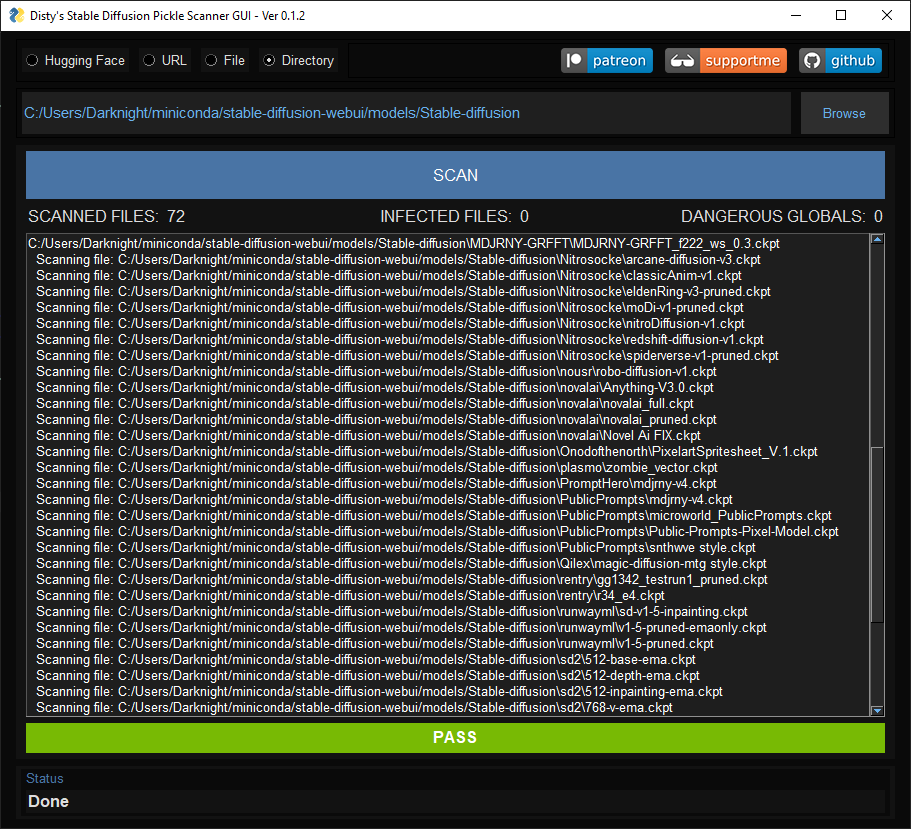 Disty's Stable Diffusion Pickle Scanner GUI - Ver 0.1.2
Hugging Face URL File Directory patreon supportme github
C:/Users/Darknight/miniconda/stable-diffusion-webui/models/Stable-diffusion Browse
SCAN
SCANNED FILES: 72 INFECTED FILES: 0 DANGEROUS GLOBALS: 0
C:/Users/Darknight/miniconda/stable-diffusion-webui/models/Stable-diffusion\MDJRNY-GRFFT\MDJRNY-GRFFT_f222_ws_0.3.ckpt
Scanning file: C:/Users/Darknight/miniconda/stable-diffusion-webui/models/Stable-diffusion\Nitrosocke\arcane-diffusion-v3.ckpt
Scanning file: C:/Users/Darknight/miniconda/stable-diffusion-webui/models/Stable-diffusion\Nitrosocke\classicAnim-v1.ckpt
Scanning file: C:/Users/Darknight/miniconda/stable-diffusion-webui/models/Stable-diffusion\Nitrosocke\eldenRing-v3-pruned.ckpt
Scanning file: C:/Users/Darknight/miniconda/stable-diffusion-webui/models/Stable-diffusion\Nitrosocke\moDi-v1-pruned.ckpt
Scanning file: C:/Users/Darknight/miniconda/stable-diffusion-webui/models/Stable-diffusion\Nitrosocke\nitroDiffusion-v1.ckpt
Scanning file: C:/Users/Darknight/miniconda/stable-diffusion-webui/models/Stable-diffusion\Nitrosocke\redshift-diffusion-v1.ckpt
Scanning file: C:/Users/Darknight/miniconda/stable-diffusion-webui/models/Stable-diffusion\Nitrosocke\spiderverse-v1-pruned.ckpt
Scanning file: C:/Users/Darknight/miniconda/stable-diffusion-webui/models/Stable-diffusion\nousr\robo-diffusion-v1.ckpt
Scanning file: C:/Users/Darknight/miniconda/stable-diffusion-webui/models/Stable-diffusion\novalai\Anything-V3.0.ckpt
Scanning file: C:/Users/Darknight/miniconda/stable-diffusion-webui/models/Stable-diffusion\novalai\novalai_full.ckpt
Scanning file: C:/Users/Darknight/miniconda/stable-diffusion-webui/models/Stable-diffusion\novalai\novalai_pruned.ckpt
Scanning file: C:/Users/Darknight/miniconda/stable-diffusion-webui/models/Stable-diffusion\novalai\Novel Ai FIX.ckpt
Scanning file: C:/Users/Darknight/miniconda/stable-diffusion-webui/models/Stable-diffusion\Onodofthenorth\PixelartSpritesheet_V.1.ckpt
Scanning file: C:/Users/Darknight/miniconda/stable-diffusion-webui/models/Stable-diffusion\plasmo\zombie_vector.ckpt
Scanning file: C:/Users/Darknight/miniconda/stable-diffusion-webui/models/Stable-diffusion\PromptHero\mdjrny-v4.ckpt
Scanning file: C:/Users/Darknight/miniconda/stable-diffusion-webui/models/Stable-diffusion\PublicPrompts\mdjrny-v4.ckpt
Scanning file: C:/Users/Darknight/miniconda/stable-diffusion-webui/models/Stable-diffusion\PublicPrompts\microworld_PublicPrompts.ckpt
Scanning file: C:/Users/Darknight/miniconda/stable-diffusion-webui/models/Stable-diffusion\PublicPrompts\Public-Prompts-Pixel-Model.ckpt
Scanning file: C:/Users/Darknight/miniconda/stable-diffusion-webui/models/Stable-diffusion\PublicPrompts\snthwve style.ckpt
Scanning file: C:/Users/Darknight/miniconda/stable-diffusion-webui/models/Stable-diffusion\Qilex\magic-diffusion-mtg style.ckpt
Scanning file: C:/Users/Darknight/miniconda/stable-diffusion-webui/models/Stable-diffusion\rentry\gg1342_testrun1_pruned.ckpt
Scanning file: C:/Users/Darknight/miniconda/stable-diffusion-webui/models/Stable-diffusion\rentry\r34_e4.ckpt
Scanning file: C:/Users/Darknight/miniconda/stable-diffusion-webui/models/Stable-diffusion\runwayml\sd-v1-5-inpainting.ckpt
Scanning file: C:/Users/Darknight/miniconda/stable-diffusion-webui/models/Stable-diffusion\runwayml\v1-5-pruned-emaonly.ckpt
Scanning file: C:/Users/Darknight/miniconda/stable-diffusion-webui/models/Stable-diffusion\runwayml\v1-5-pruned.ckpt
Scanning file: C:/Users/Darknight/miniconda/stable-diffusion-webui/models/Stable-diffusion\sd2\512-base-ema.ckpt
Scanning file: C:/Users/Darknight/miniconda/stable-diffusion-webui/models/Stable-diffusion\sd2\512-depth-ema.ckpt
Scanning file: C:/Users/Darknight/miniconda/stable-diffusion-webui/models/Stable-diffusion\sd2\512-inpainting-ema.ckpt
Scanning file: C:/Users/Darknight/miniconda/stable-diffusion-webui/models/Stable-diffusion\sd2\768-v-ema.ckpt
PASS
Status
Done